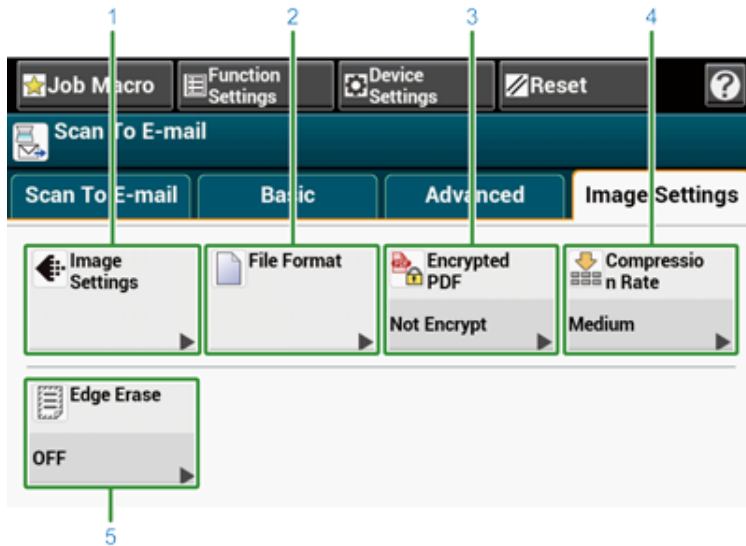 1 2 3 4
Job Macro Function Settings Device Settings Reset ?
Scan To E-mail
Scan To E-mail Basic Advanced Image Settings
Image Settings
File Format
Encrypted PDF
Not Encrypt
Compressio
n Rate
Medium
Edge Erase
OFF
5